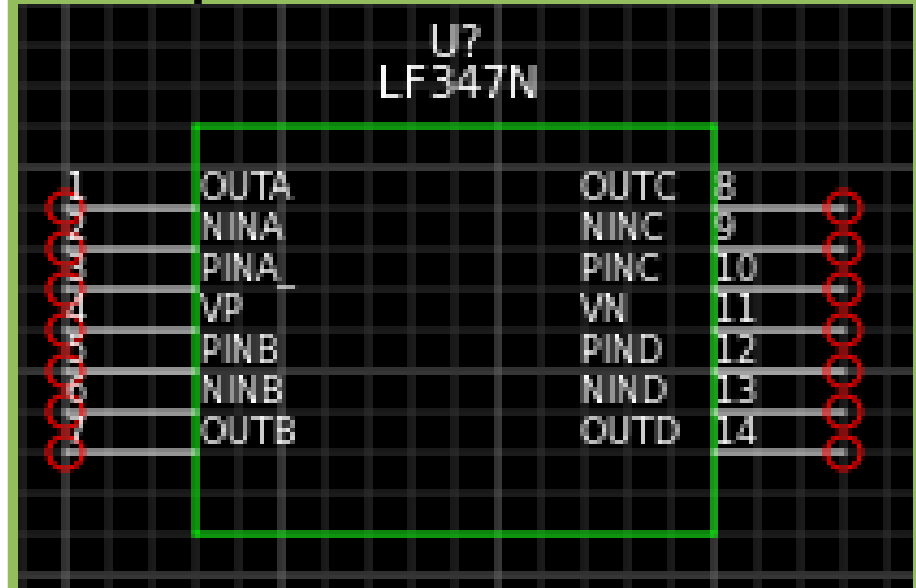 U?
LF347N
1 OUTA OUTC 8
2 NINA NINC 9
3 PINA_ PINC 10
4 VP VN 11
5 PINB PIND 12
6 NINB NIND 13
7 OUTB OUTD 14